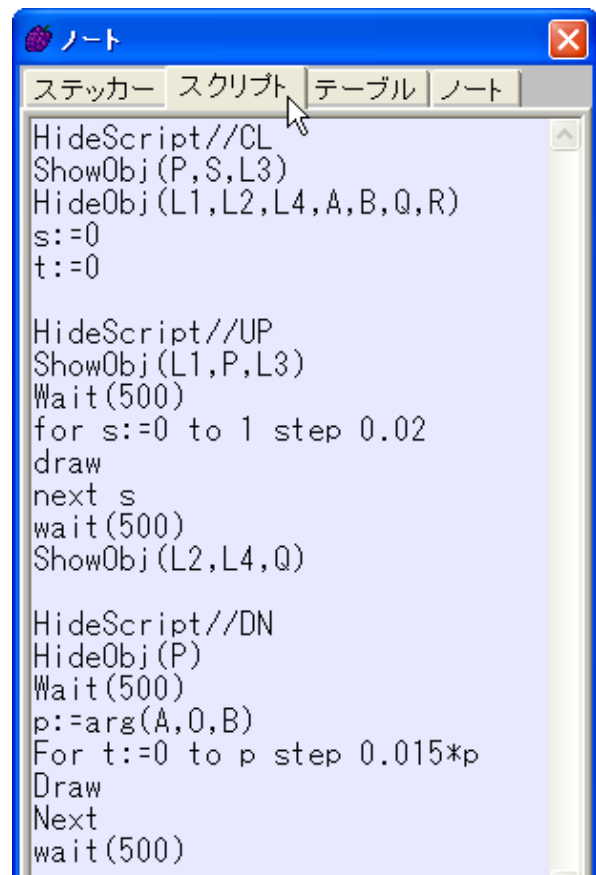 ノート
ステッカー スクリプト テーブル ノート
HideScript//CL
ShowObj(P,S,L3)
HideObj(L1,L2,L4,A,B,Q,R)
s:=0
t:=0
HideScript//UP
ShowObj(L1,P,L3)
Wait(500)
for s:=0 to 1 step 0.02
draw
next s
wait(500)
ShowObj(L2,L4,Q)
HideScript//DN
HideObj(P)
Wait(500)
p:=arg(A,O,B)
For t:=0 to p step 0.015*p
Draw
Next
wait(500)